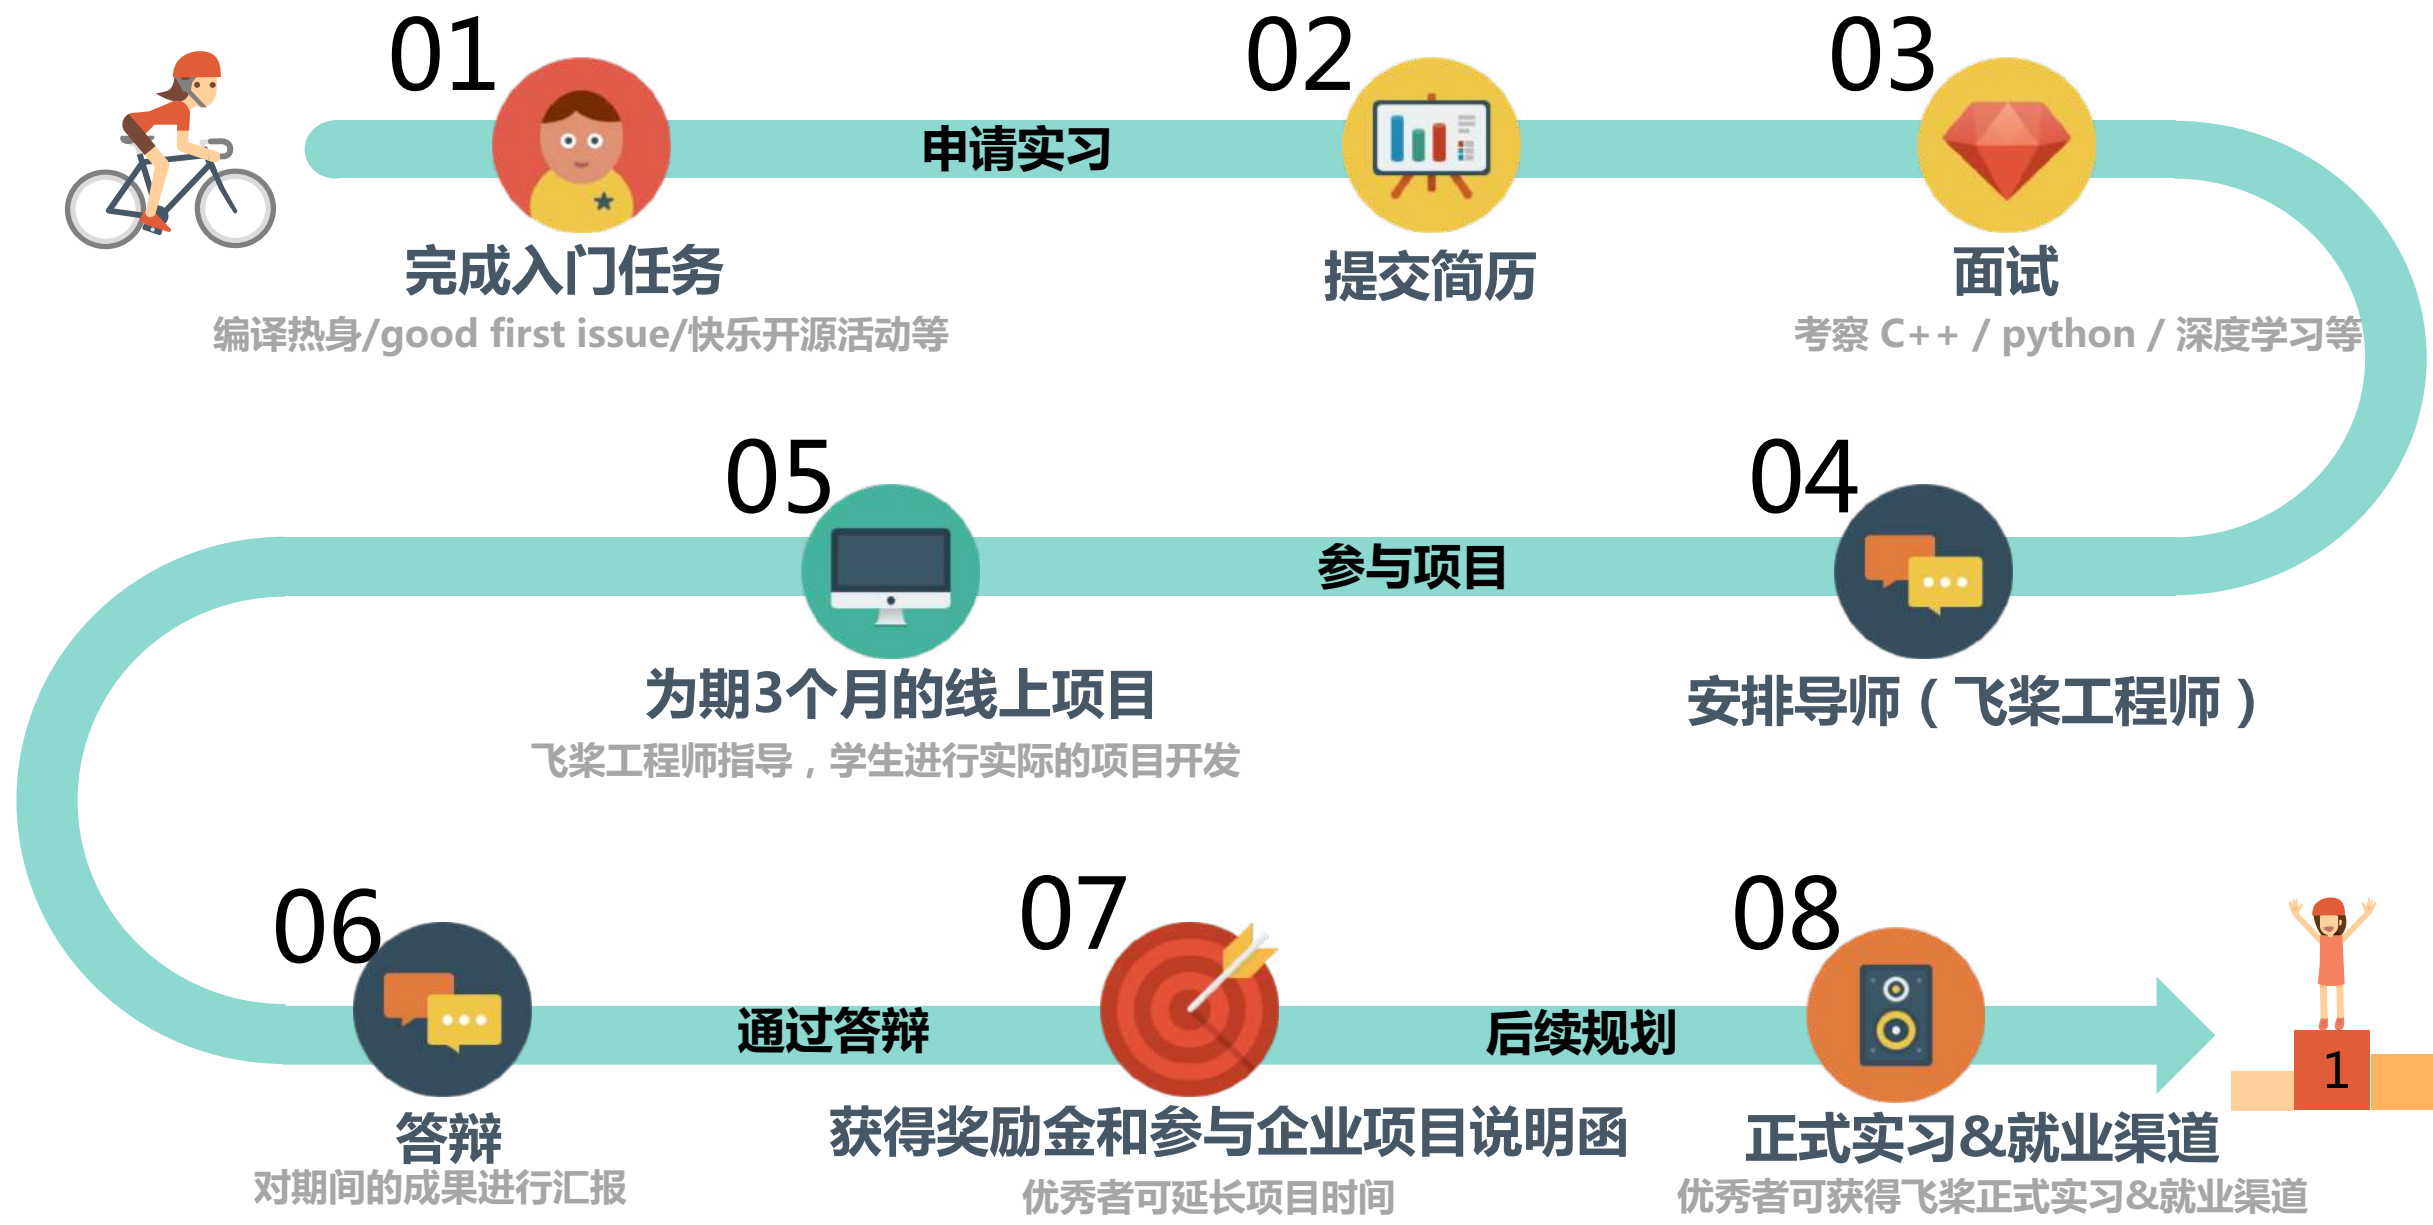 01
完成入门任务
编译热身/good first issue/快乐开源活动等
申请实习
02
提交简历
03
面试
考察 C++ / python / 深度学习等
04
安排导师（飞桨工程师）
参与项目
05
为期3个月的线上项目
飞桨工程师指导，学生进行实际的项目开发
06
答辩
对期间的成果进行汇报
通过答辩
07
获得奖励金和参与企业项目说明函
优秀者可延长项目时间
后续规划
08
正式实习&就业渠道
优秀者可获得飞桨正式实习&就业渠道
1